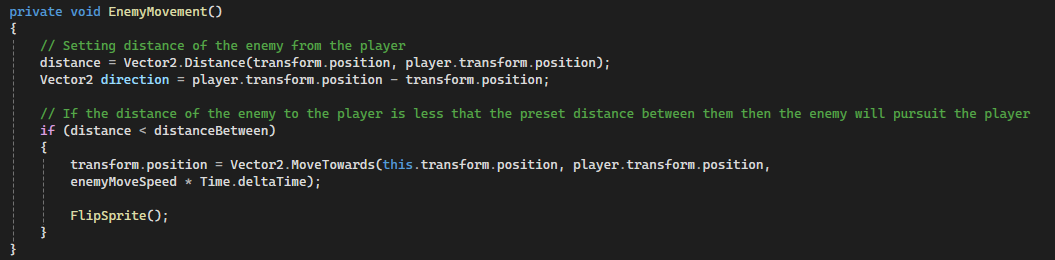 private void EnemyMovement()
{
// Setting distance of the enemy from the player
distance = Vector2.Distance(transform.position, player.transform.position);
Vector2 direction = player.transform.position - transform.position;
// If the distance of the enemy to the player is less that the preset distance between them then the enemy will pursuit the player
if (distance < distanceBetween)
{
transform.position = Vector2.MoveTowards(this.transform.position, player.transform.position,
enemyMoveSpeed * Time.deltaTime);
FlipSprite();
}
}